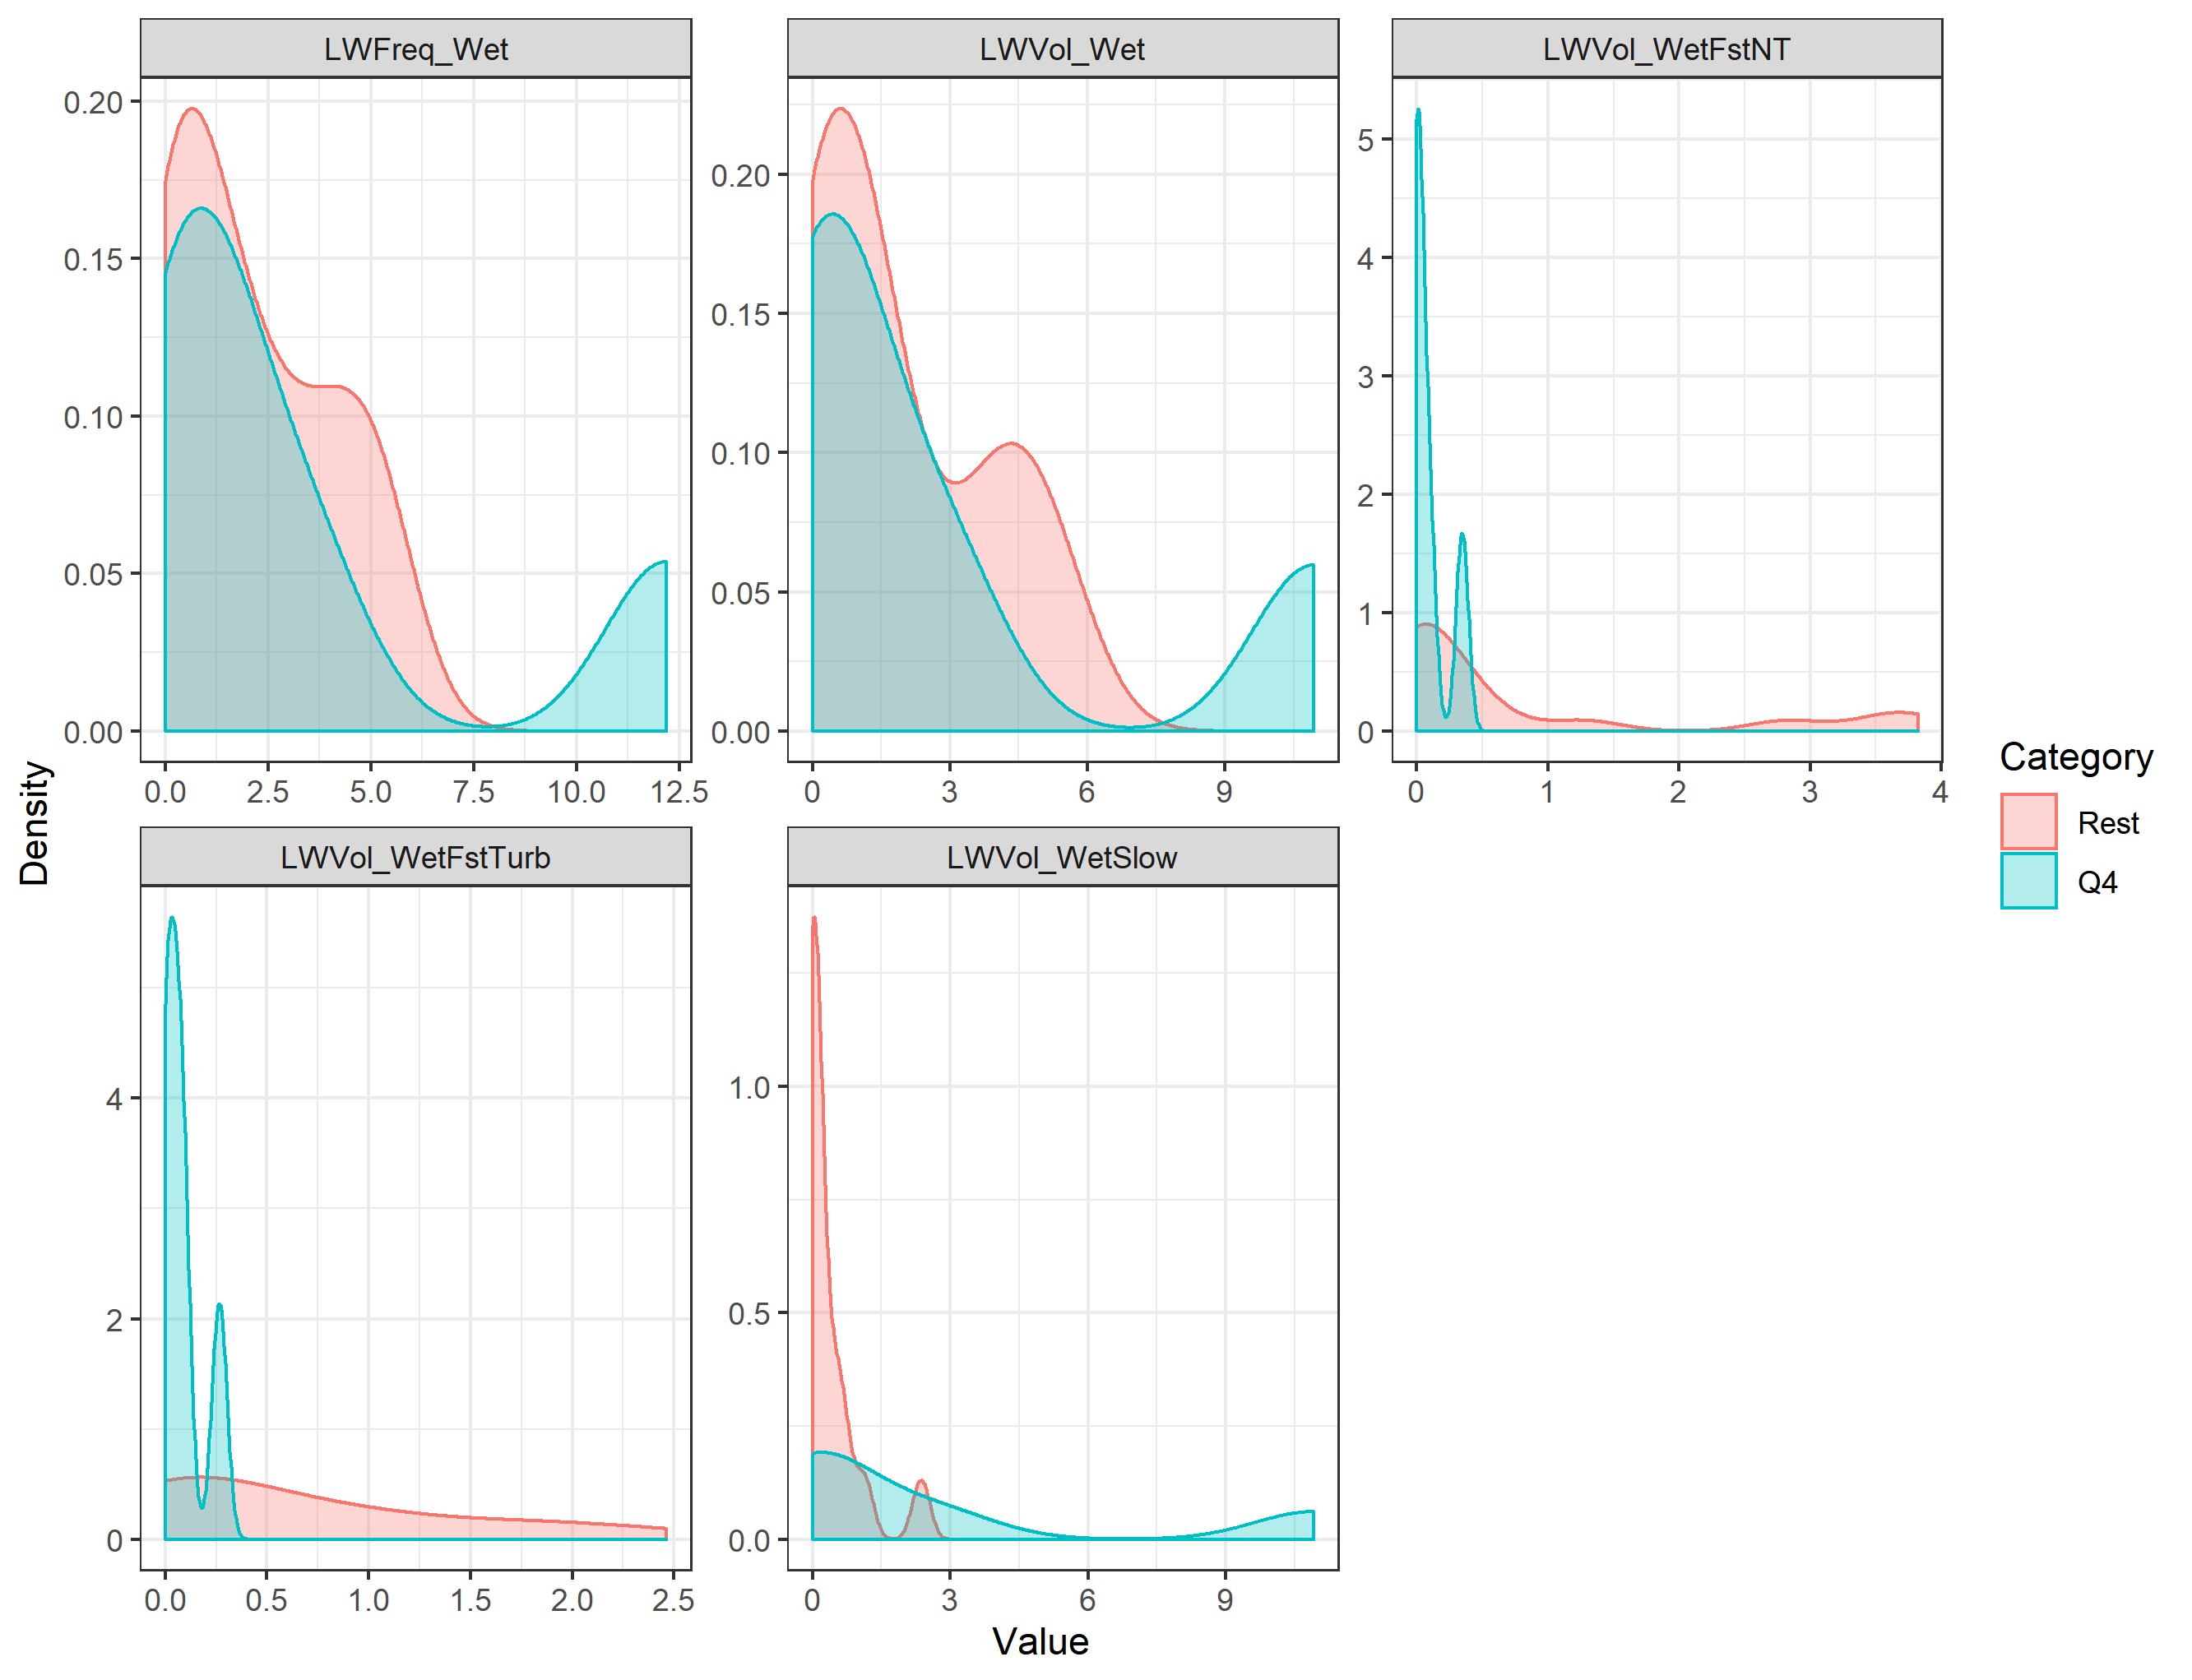 LWFreq_Wet LWVol_Wet LWVol_WetFstNT
0.20
0.15
0.10
0.05
0.00
0.20
0.15
0.10
0.05
0.00
5
4
3
2
1
0
0.0 2.5 5.0 7.5 10.0 12.5
0 3 6 9
0 1 2 3 4
Density
Category
Rest
Q4
LWVol_WetFstTurb LWVol_WetSlow
4
2
0
1.0
0.5
0.0
0.0 0.5 1.0 1.5 2.0 2.5
0 3 6 9
Value